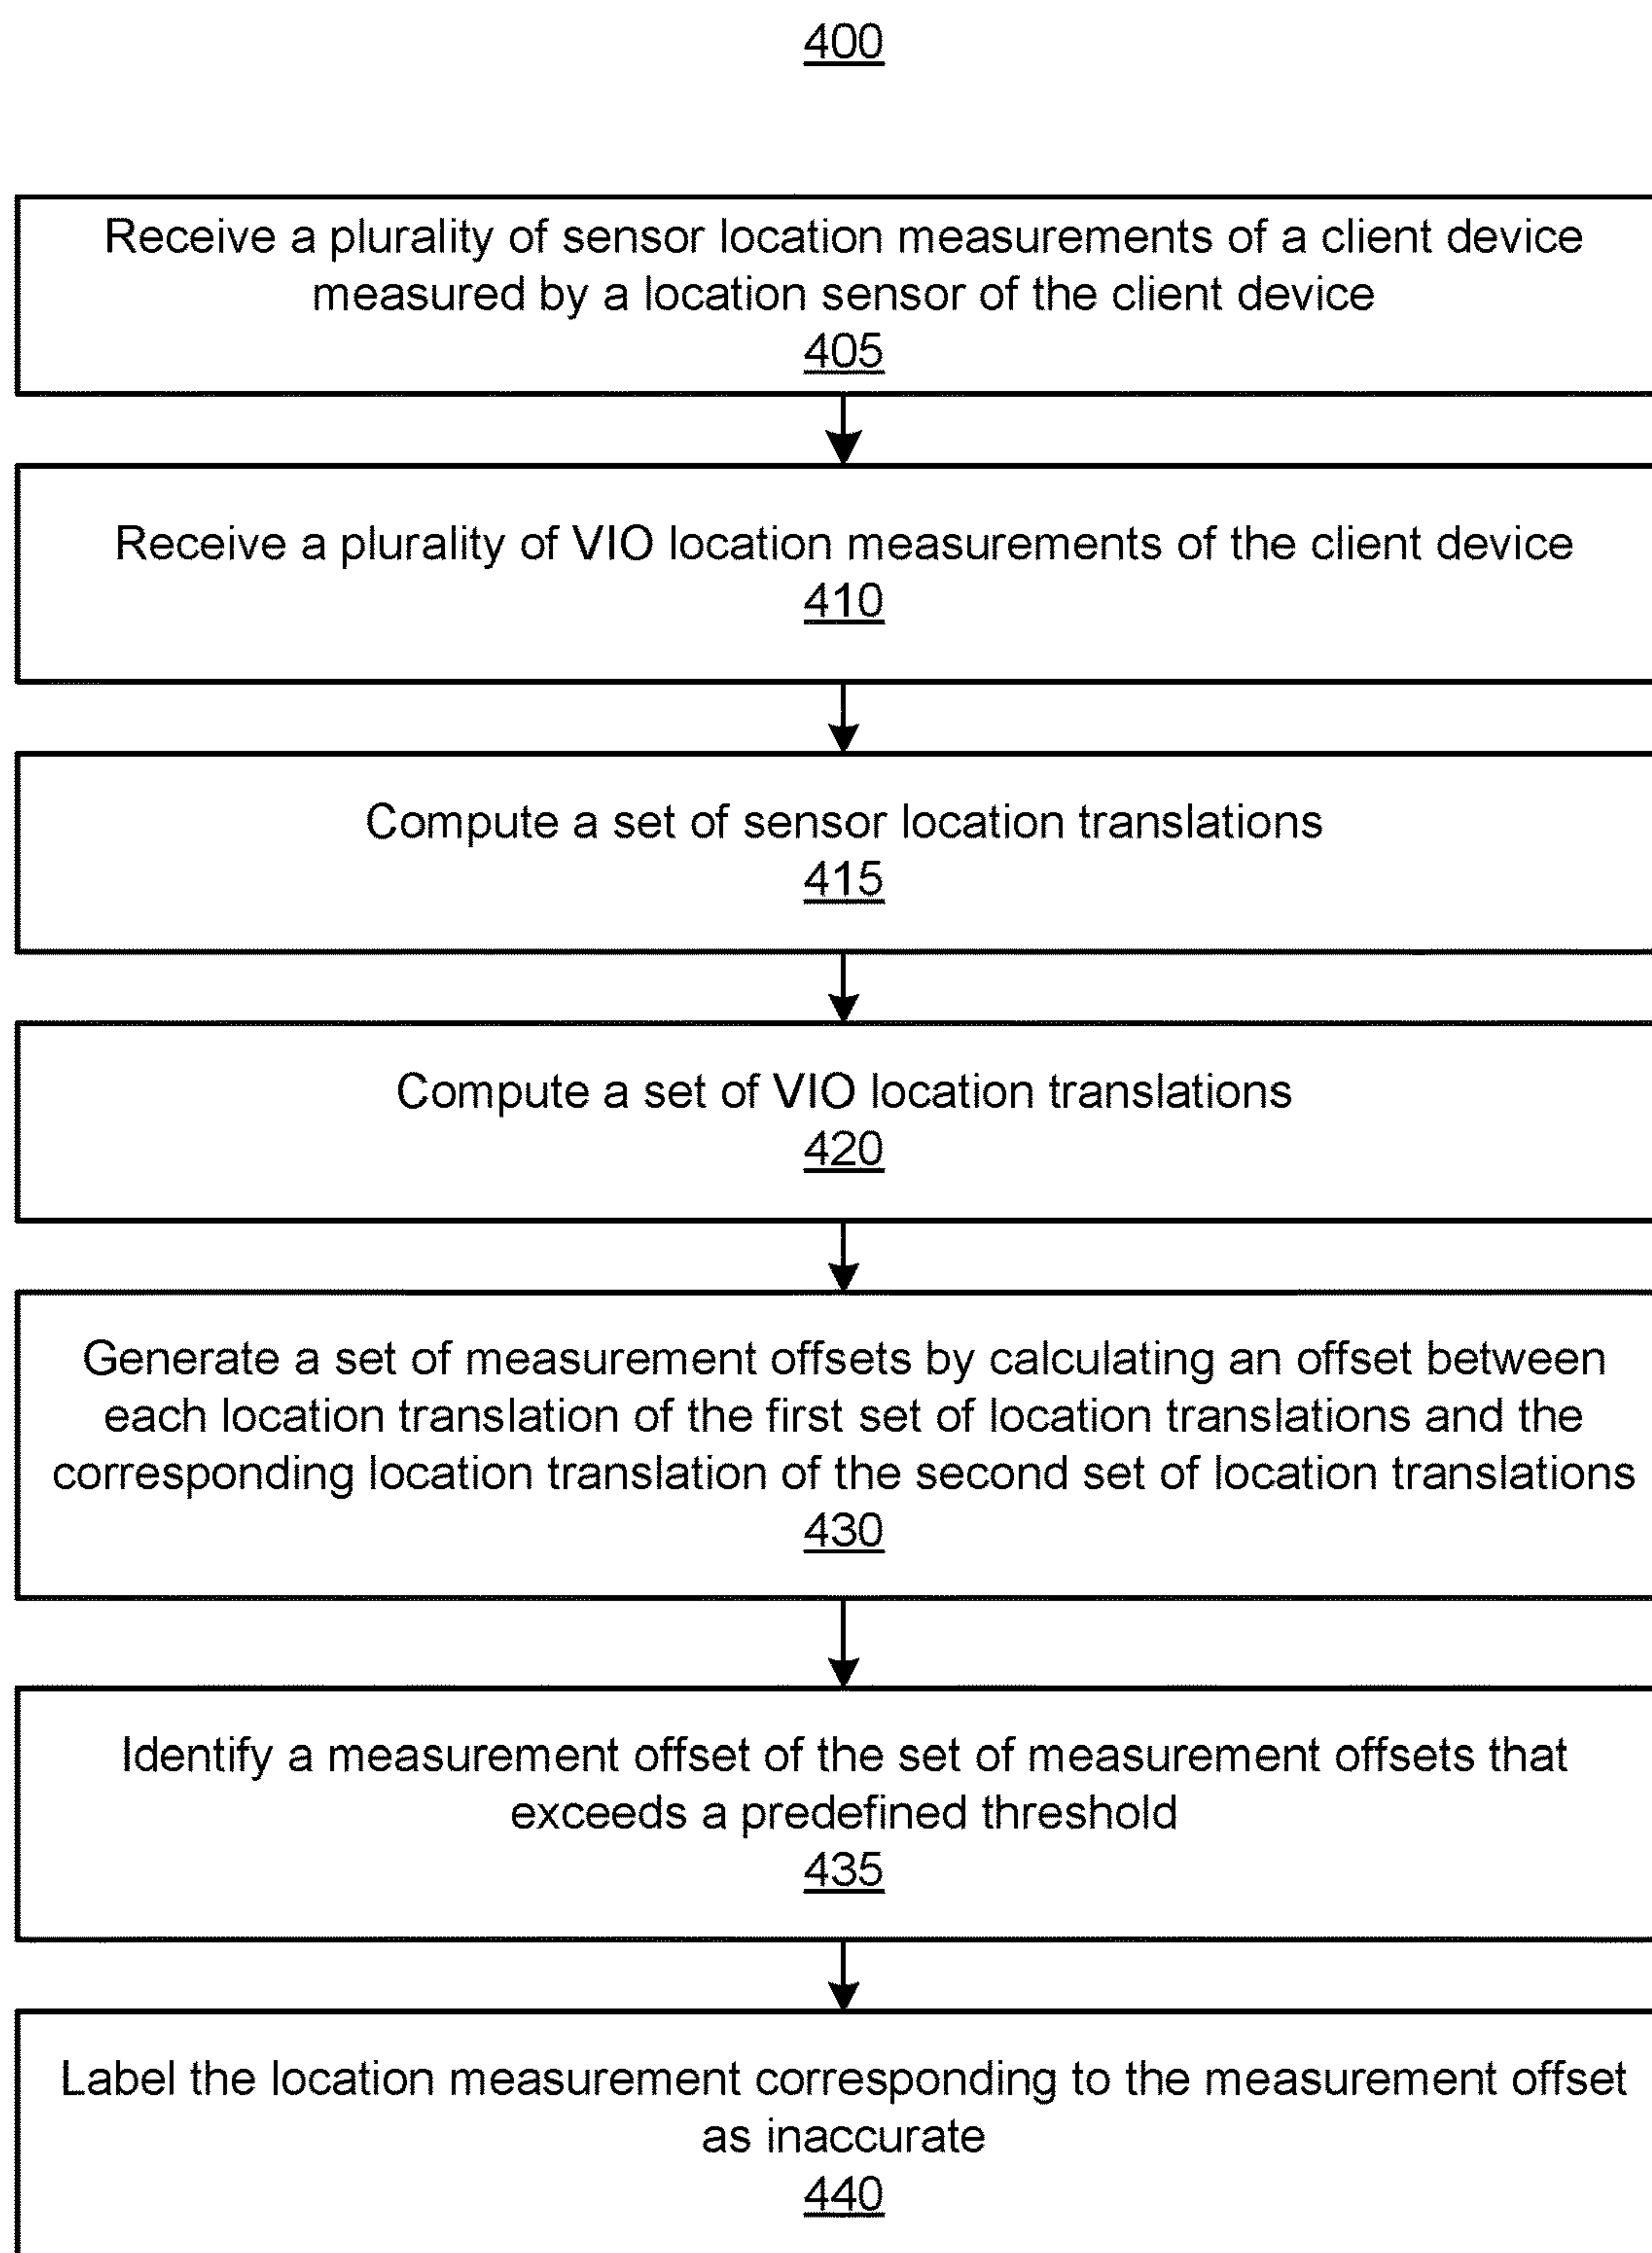 400
Receive a plurality of sensor location measurements of a client device
measured by a location sensor of the client device
405
Receive a plurality of VIO location measurements of the client device
410
Compute a set of sensor location translations
415
Compute a set of VIO location translations
420
Generate a set of measurement offsets by calculating an offset between
each location translation of the first set of location translations and the
corresponding location translation of the second set of location translations
430
Identify a measurement offset of the set of measurement offsets that
exceeds a predefined threshold
435
Label the location measurement corresponding to the measurement offset
as inaccurate
440